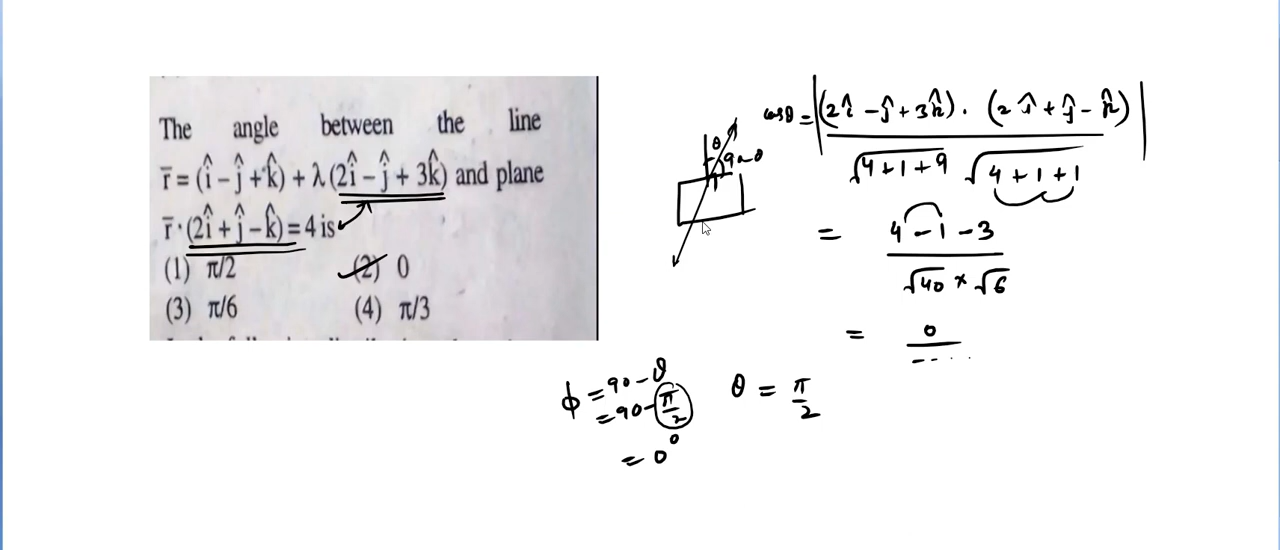 The angle between the line
r̄ = (î − ĵ + k̂) + λ (2î − ĵ + 3k̂) and plane
r̄ · (2î + ĵ − k̂) = 4 is
(1) π/2 (2) 0
(3) π/6 (4) π/3
θ
90-θ
cosθ = |(2î − ĵ + 3k̂) · (2î + ĵ − k̂)|
√4+1+9 √4+1+1
= 4 − 1 − 3
√40 × √6
= 0
-- ...
ϕ = 90 − θ
= 90 − π/2
= 0°
θ = π/2